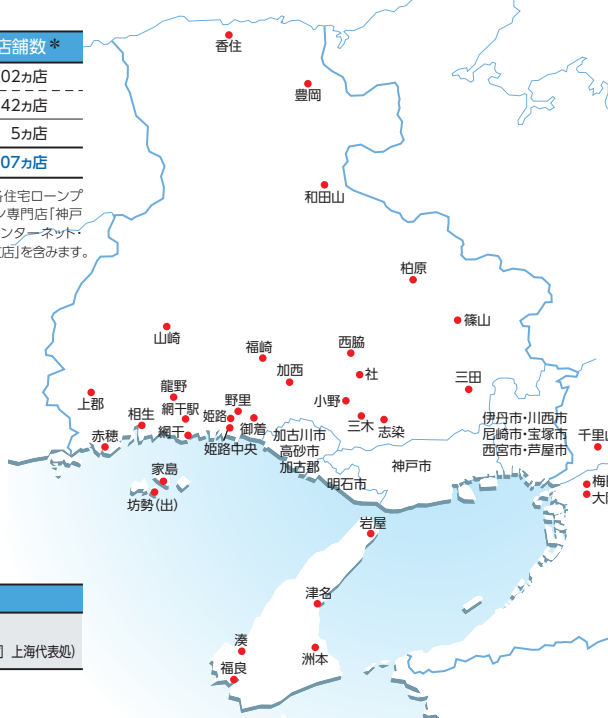 店舗数＊
02ヵ店
42ヵ店
5ヵ店
07ヵ店
住宅ローンプ
ン専門店「神戸
ンターネット・
店」を含みます。
香住
豊岡
和田山
柏原
篠山
山崎
福崎
西脇
加西
社
三田
上郡
龍野
網干駅
姫路
野里
小野
相生
三木
志染
赤穂
網干
御着
姫路中央
加古川市
高砂市
加古郡
伊丹市・川西市
尼崎市・宝塚市
西宮市・芦屋市
千里
神戸市
明石市
家島
坊勢（出）
岩屋
津名
湊
洲本
福良
上海代表処）